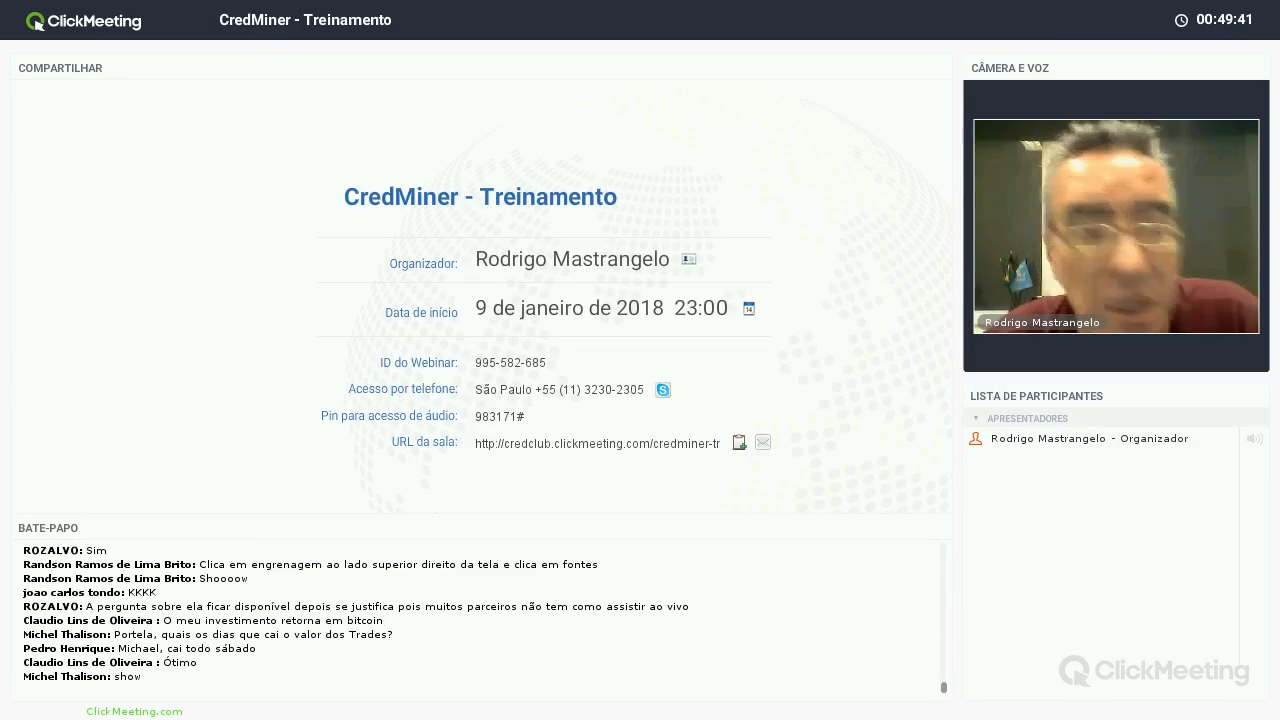 ClickMeeting
CredMiner - Treinamento
00:49:41
COMPARTILHAR
CredMiner - Treinamento
Organizador: Rodrigo Mastrangelo
Data de início 9 de janeiro de 2018 23:00
14
ID do Webinar: 995-582-685
Acesso por telefone: São Paulo +55 (11) 3230-2305
Pin para acesso de áudio: 983171#
URL da sala: http://credclub.clickmeeting.com/credminer-tr
CÂMERA E VOZ
Rodrigo Mastrangelo
LISTA DE PARTICIPANTES
APRESENTADORES
Rodrigo Mastrangelo - Organizador
BATE-PAPO
ROZALVO: Sim
Randson Ramos de Lima Brito: Clica em engrenagem ao lado superior direito da tela e clica em fontes
Randson Ramos de Lima Brito: Shoooow
joao carlos tondo: KKKK
ROZALVO: A pergunta sobre ela ficar disponível depois se justifica pois muitos parceiros não tem como assistir ao vivo
Claudio Lins de Oliveira : O meu investimento retorna em bitcoin
Michel Thalison: Portela, quais os dias que cai o valor dos Trades?
Pedro Henrique: Michael, cai todo sábado
Claudio Lins de Oliveira : Ótimo
Michel Thalison: show
ClickMeeting
ClickMeeting.com